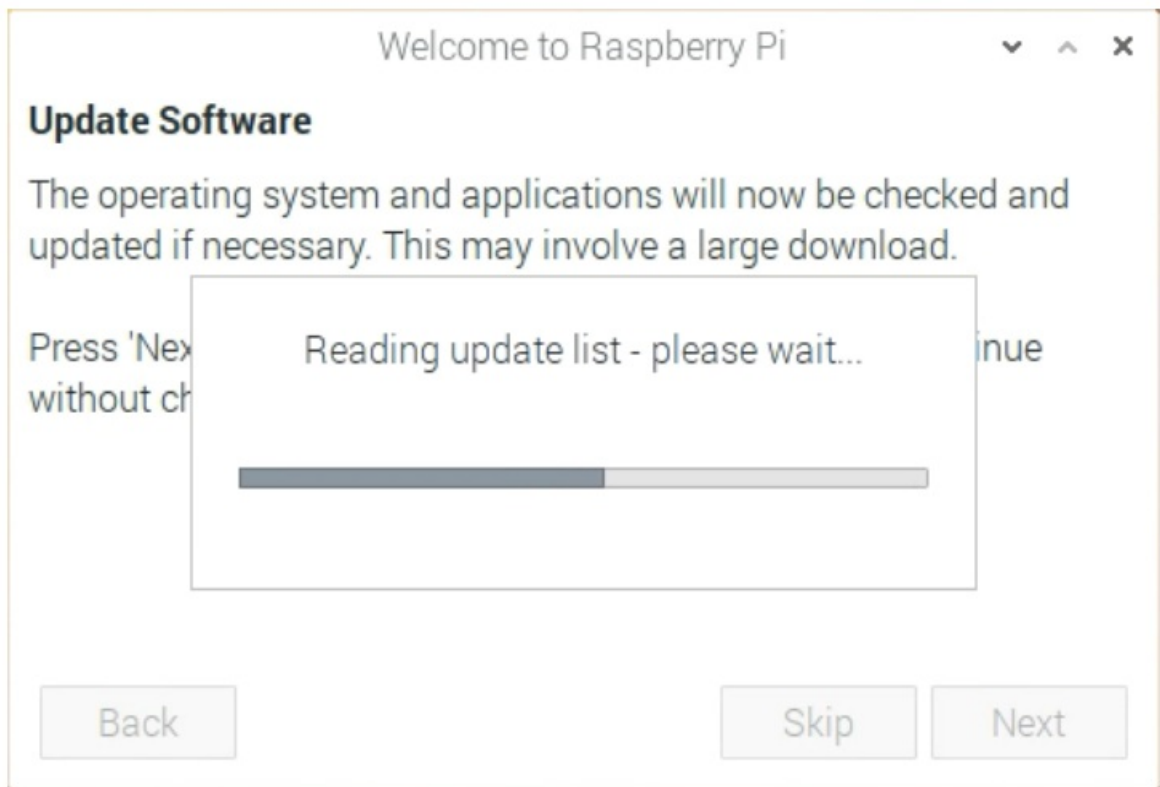 Welcome to Raspberry Pi
Update Software
The operating system and applications will now be checked and
updated if necessary. This may involve a large download.
Press 'Nex
Reading update list - please wait...
inue
without ch
Back
Skip
Next